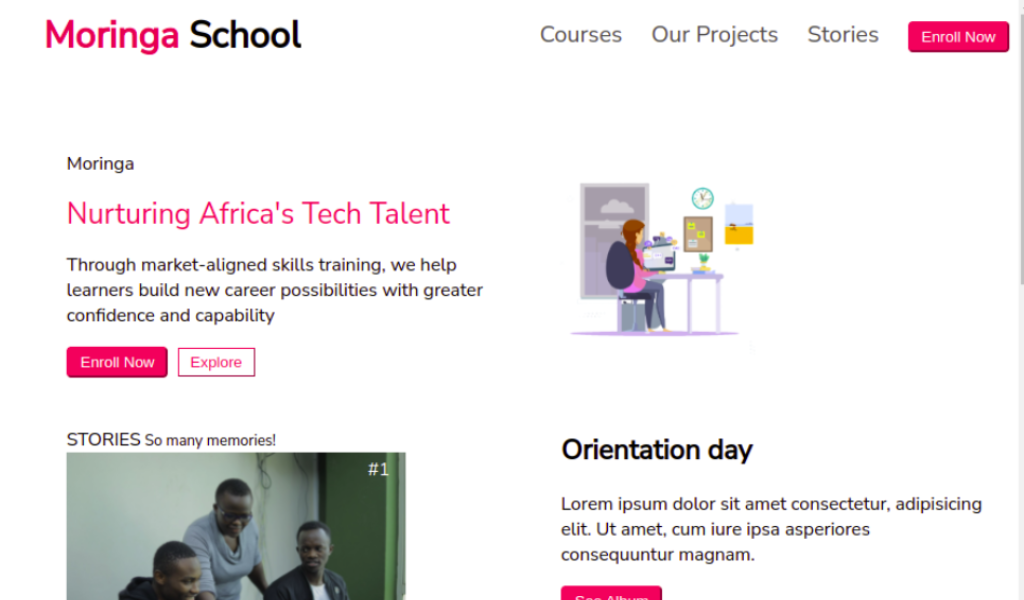 Moringa School
Courses
Our Projects
Stories
Enroll Now
Moringa
Nurturing Africa's Tech Talent
Through market-aligned skills training, we help
learners build new career possibilities with greater
confidence and capability
Enroll Now
Explore
STORIES So many memories!
#1
Orientation day
Lorem ipsum dolor sit amet consectetur, adipisicing
elit. Ut amet, cum iure ipsa asperiores
consequuntur magnam.
See Album